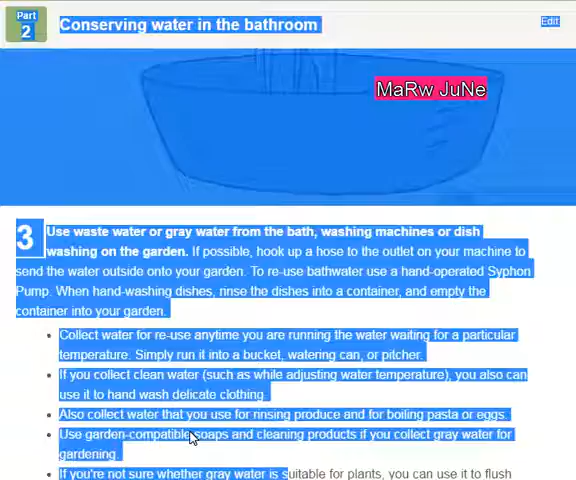 Part
2
Conserving water in the bathroom
Edit
MaRw JuNe
3
Use waste water or gray water from the bath, washing machines or dish
washing on the garden. If possible, hook up a hose to the outlet on your machine to
send the water outside onto your garden. To re-use bathwater use a hand-operated Syphon
Pump. When hand-washing dishes, rinse the dishes into a container, and empty the
container into your garden.
• Collect water for re-use anytime you are running the water waiting for a particular
temperature. Simply run it into a bucket, watering can, or pitcher.
• If you collect clean water (such as while adjusting water temperature), you also can
use it to hand wash delicate clothing.
• Also collect water that you use for rinsing produce and for boiling pasta or eggs.
• Use garden-compatible soaps and cleaning products if you collect gray water for
gardening.
• If you're not sure whether gray water is suitable for plants, you can use it to flush